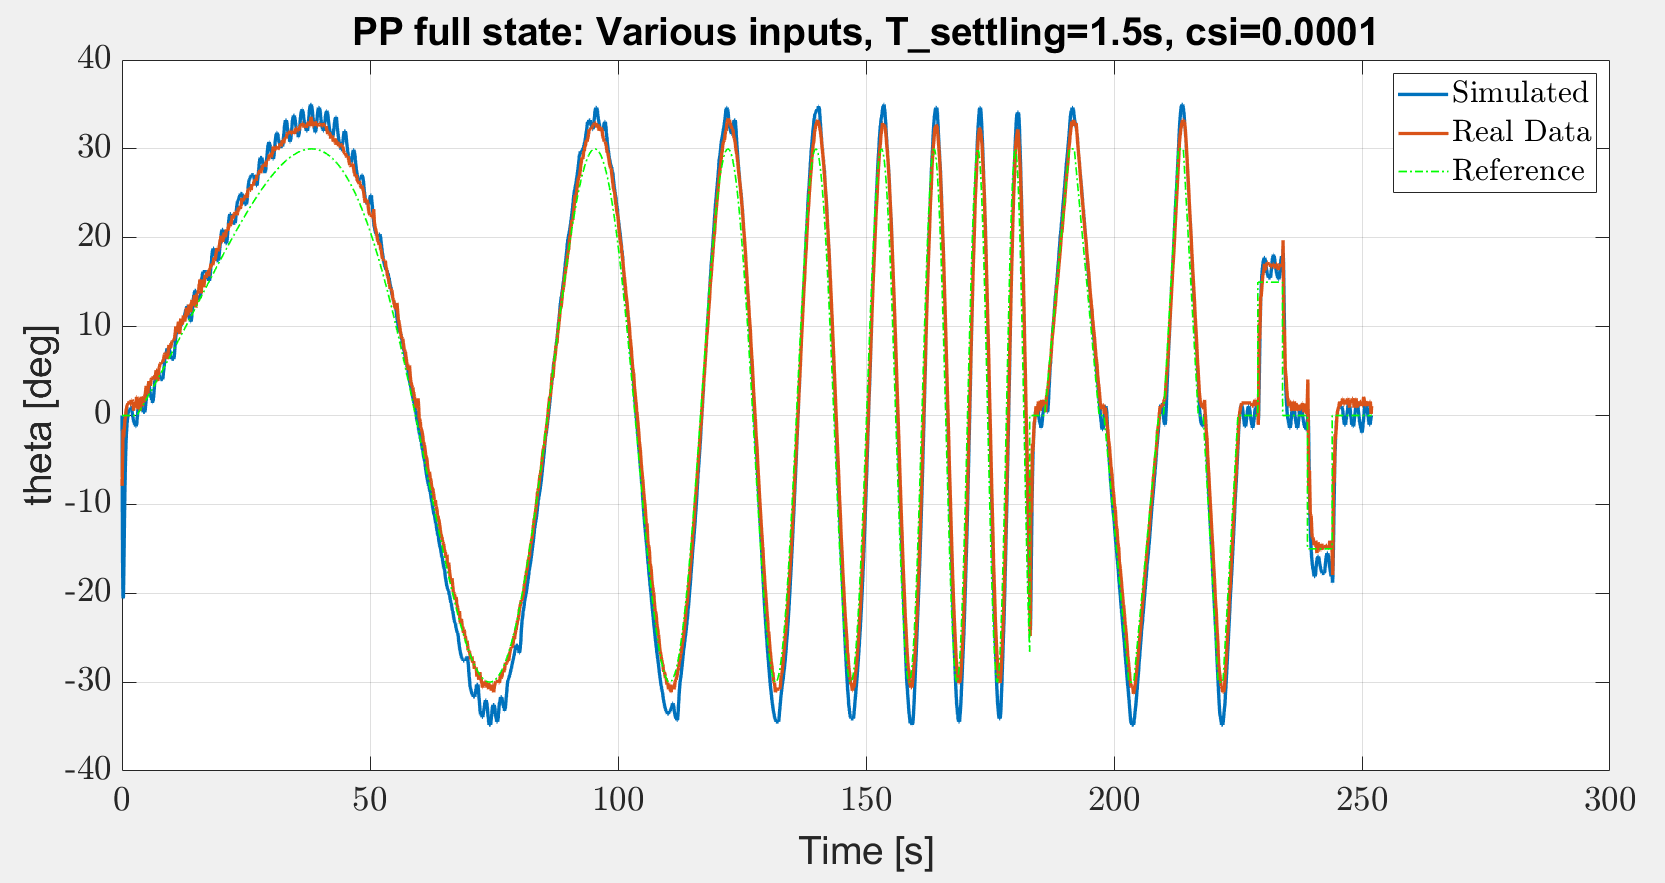 PP full state: Various inputs, T_settling=1.5s, csi=0.0001
Simulated
Real Data
Reference
theta [deg]
40
30
20
10
0
-10
-20
-30
-40
0 50 100 150 200 250 300
Time [s]